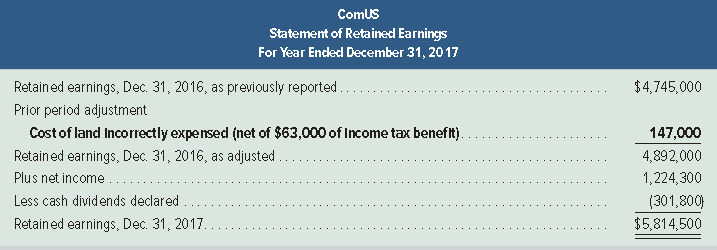 ComUS
Statement of Retained Earnings
For Year Ended December 31, 2017
Retained earnings, Dec. 31, 2016, as previously reported . . . . . . . . . . . . . . . . . . . . . . . . . . . . . . . . . . . $4,745,000
Prior period adjustment
Cost of land incorrectly expensed (net of $63,000 of income tax benefit) . . . . . . . . . . . . . . . . . . . 147,000
Retained earnings, Dec. 31, 2016, as adjusted . . . . . . . . . . . . . . . . . . . . . . . . . . . . . . . . . . . . . . . . . . . 4,892,000
Plus net income . . . . . . . . . . . . . . . . . . . . . . . . . . . . . . . . . . . . . . . . . . . . . . . . . . . . . . . . . . . . . . . . . 1,224,300
Less cash dividends declared . . . . . . . . . . . . . . . . . . . . . . . . . . . . . . . . . . . . . . . . . . . . . . . . . . . . . . . (301,800)
Retained earnings, Dec. 31, 2017. . . . . . . . . . . . . . . . . . . . . . . . . . . . . . . . . . . . . . . . . . . . . . . . . . . . $5,814,500